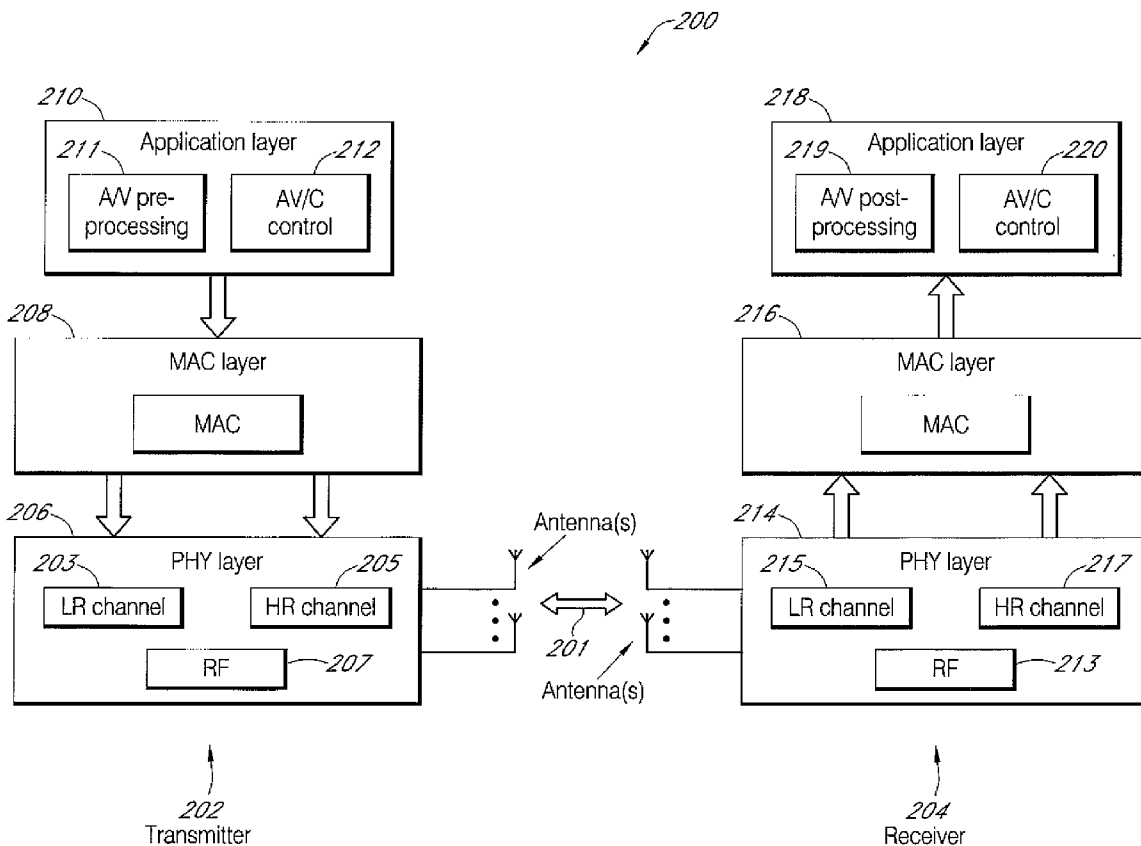 200
210
Application layer
211
212
A/V pre-
processing
AV/C
control
218
Application layer
219
220
A/V post-
processing
AV/C
control
208
MAC layer
MAC
216
MAC layer
MAC
206
PHY layer
203
205
LR channel
HR channel
RF
207
Antenna(s)
201
Antenna(s)
214
PHY layer
215
217
LR channel
HR channel
RF
213
202
Transmitter
204
Receiver